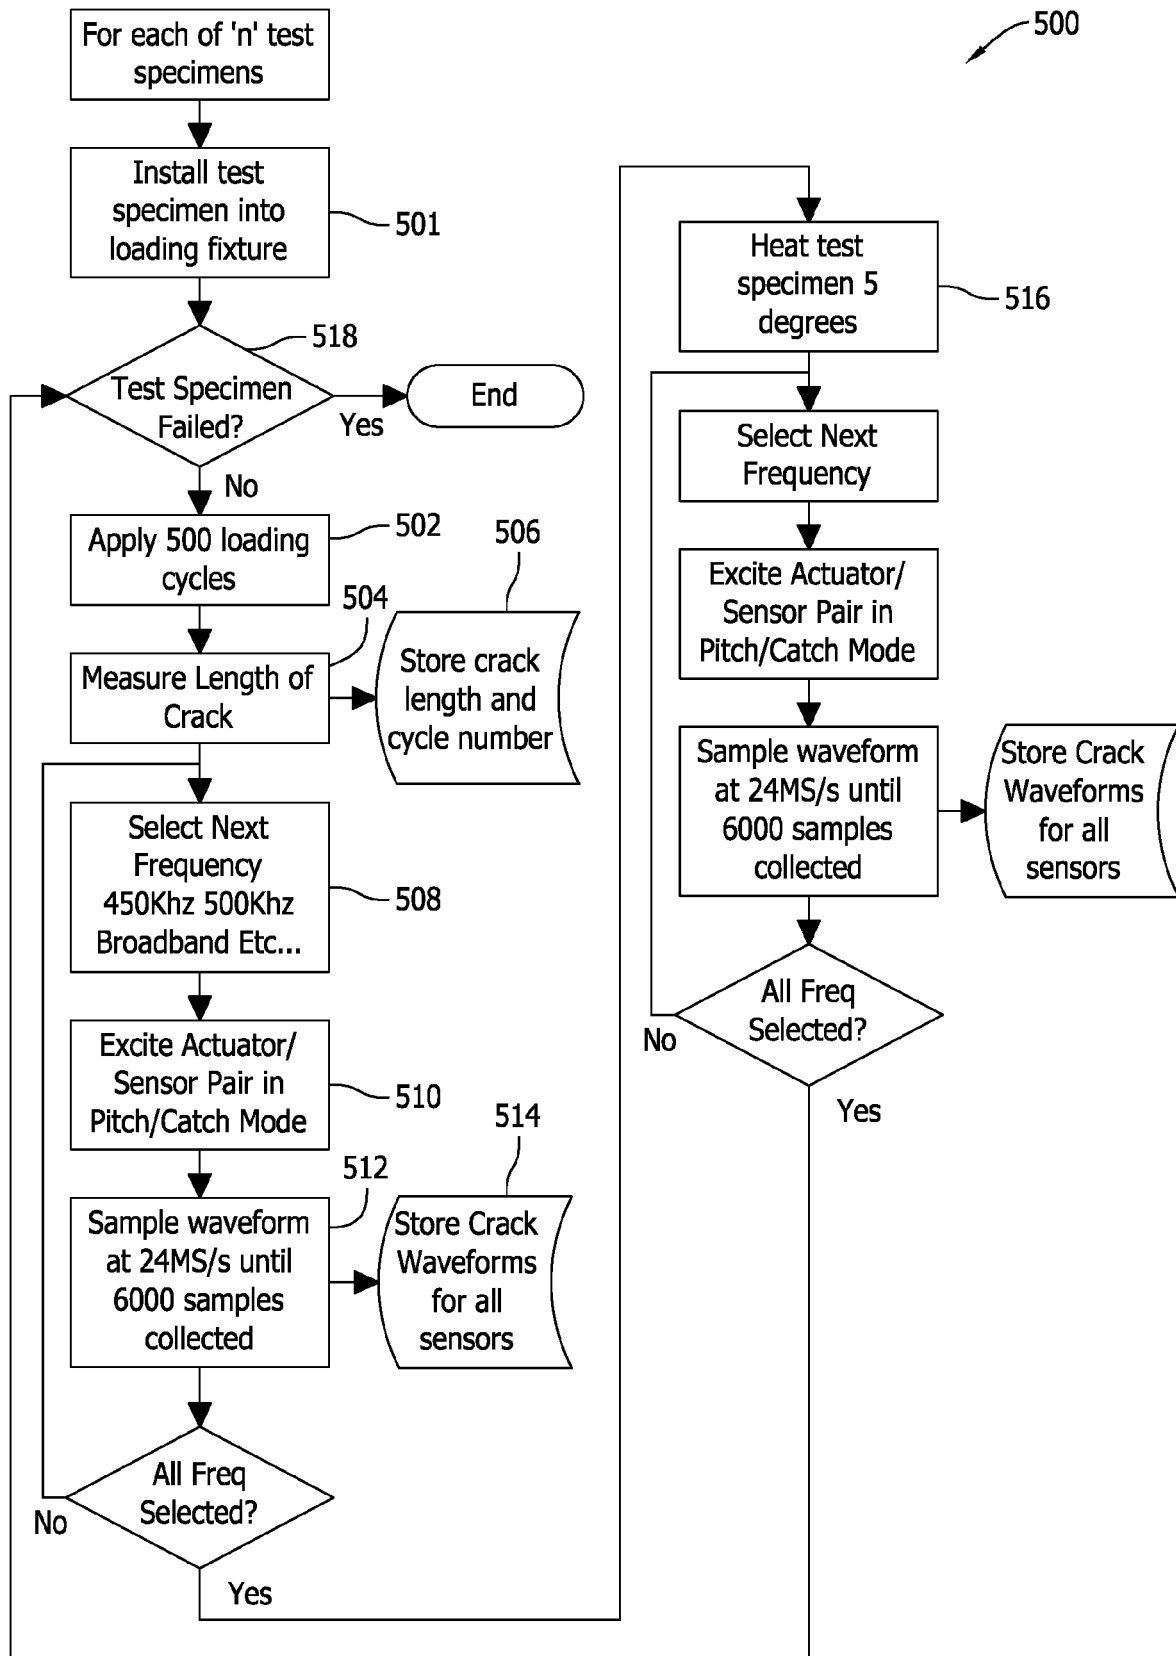 For each of 'n' test
specimens
Install test
specimen into
loading fixture
501
518
Test Specimen
Failed?
Yes
End
No
Apply 500 loading
cycles
502
504
506
Measure Length of
Crack
Store crack
length and
cycle number
Select Next
Frequency
450Khz 500Khz
Broadband Etc...
508
Excite Actuator/
Sensor Pair in
Pitch/Catch Mode
510
512
514
Sample waveform
at 24MS/s until
6000 samples
collected
Store Crack
Waveforms
for all
sensors
All Freq
Selected?
No
Yes
500
Heat test
specimen 5
degrees
516
Select Next
Frequency
Excite Actuator/
Sensor Pair in
Pitch/Catch Mode
Sample waveform
at 24MS/s until
6000 samples
collected
Store Crack
Waveforms
for all
sensors
All Freq
Selected?
No
Yes